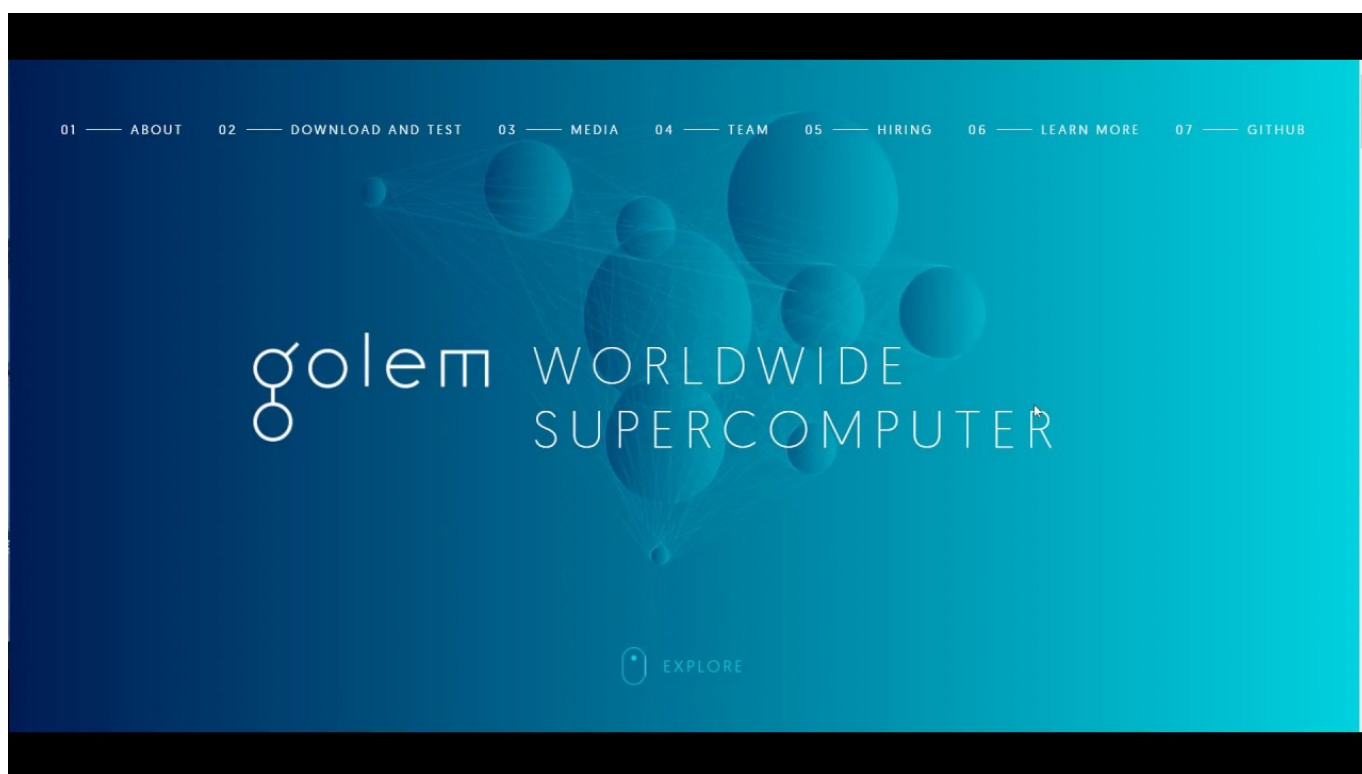 01 ABOUT 02 DOWNLOAD AND TEST 03 MEDIA 04 TEAM 05 HIRING 06 LEARN MORE 07 GITHUB
golem WORLDWIDE
SUPERCOMPUTER
EXPLORE